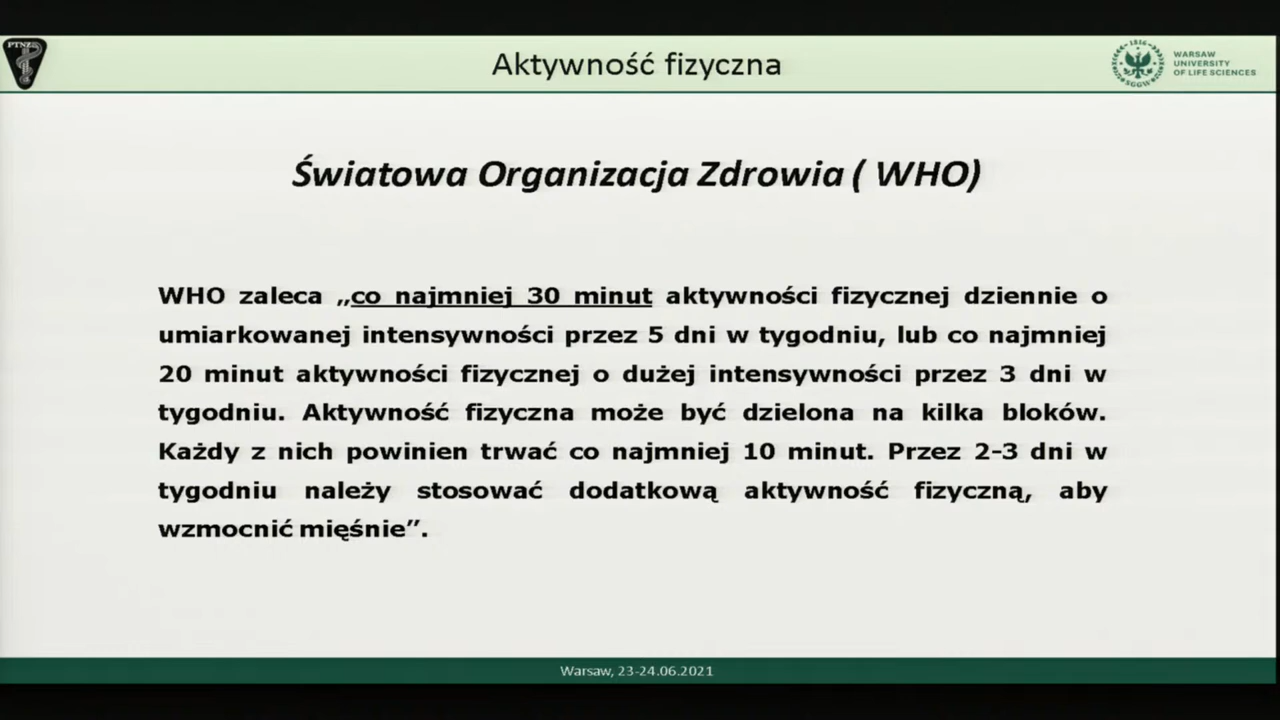 PTNZ
Aktywność fizyczna
1816
SGGW
WARSAW
UNIVERSITY
OF LIFE SCIENCES
Światowa Organizacja Zdrowia ( WHO)
WHO zaleca „co najmniej 30 minut aktywności fizycznej dziennie o
umiarkowanej intensywności przez 5 dni w tygodniu, lub co najmniej
20 minut aktywności fizycznej o dużej intensywności przez 3 dni w
tygodniu. Aktywność fizyczna może być dzielona na kilka bloków.
Każdy z nich powinien trwać co najmniej 10 minut. Przez 2-3 dni w
tygodniu należy stosować dodatkową aktywność fizyczną, aby
wzmocnić mięśnie”.
Warsaw, 23-24.06.2021